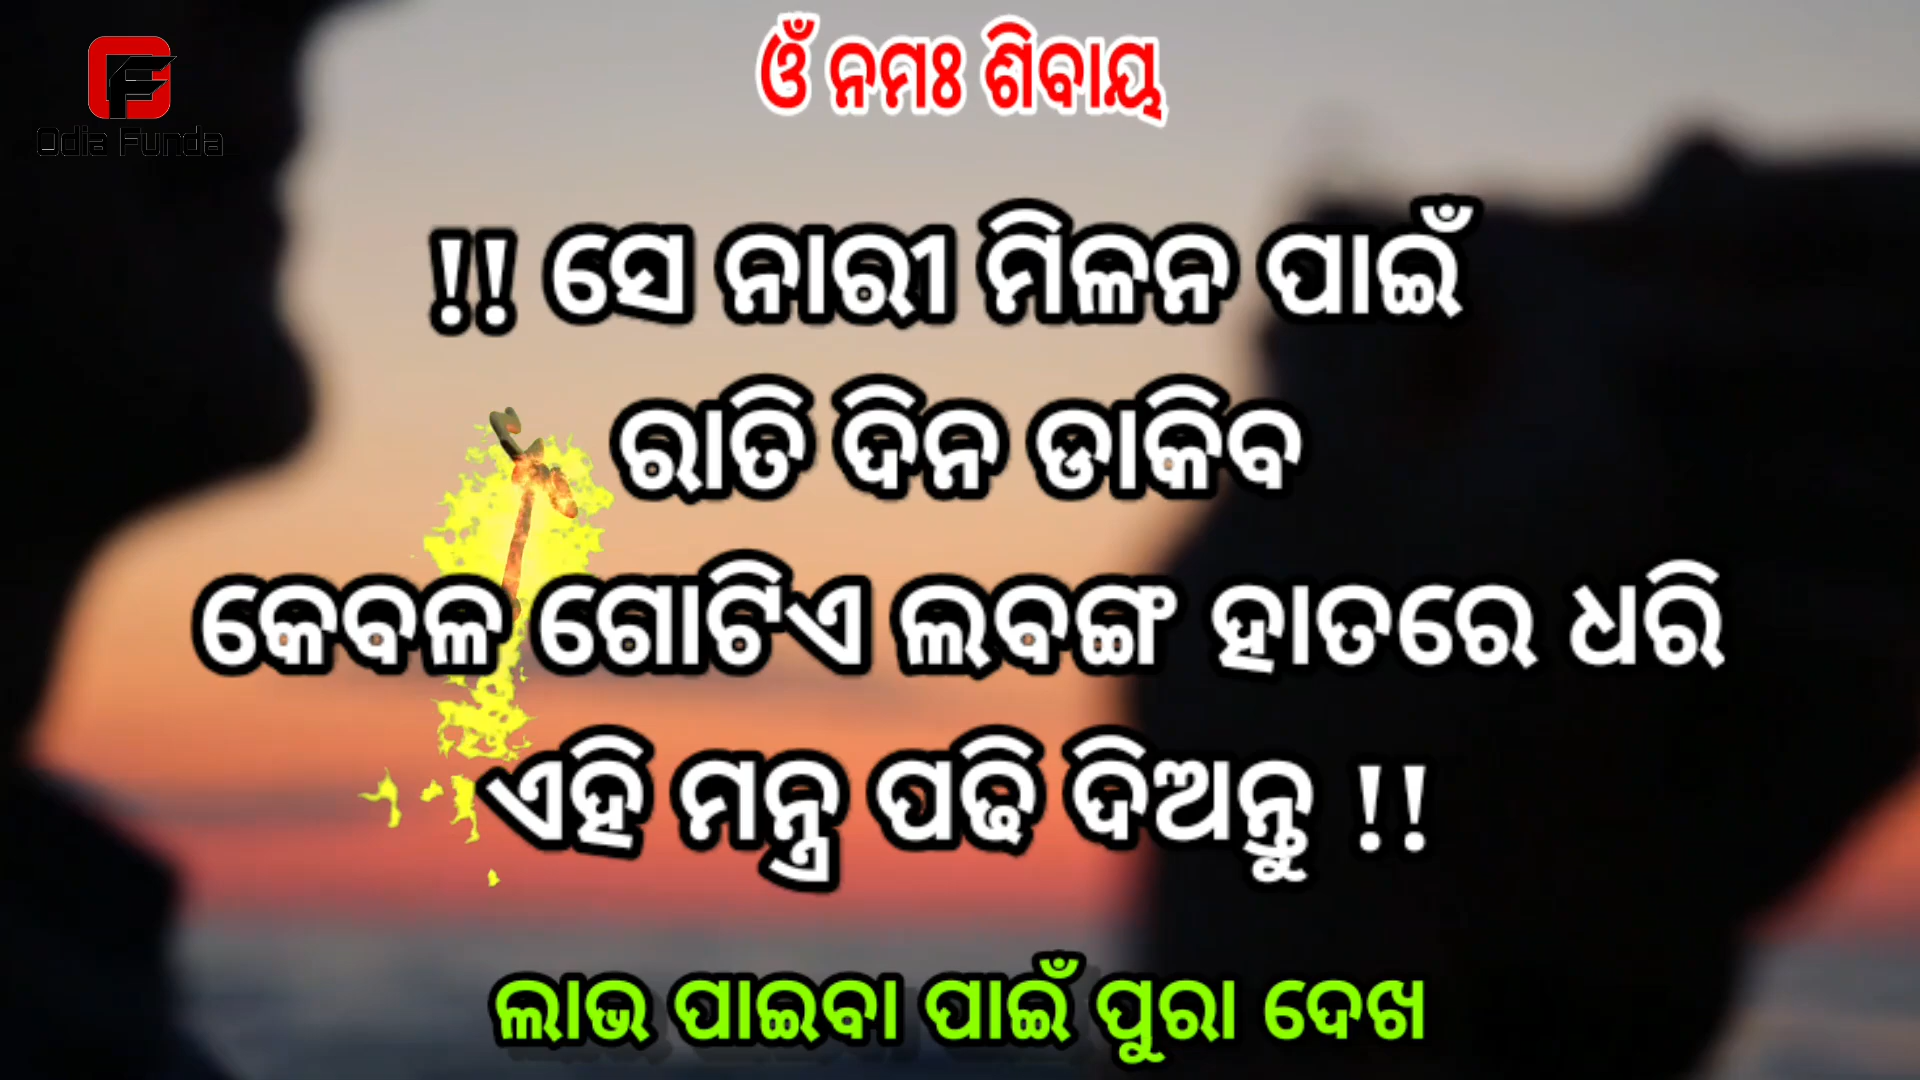 Odia Funda
ଓଁ ନମଃ ଶିବାୟ
!! ସେ ନାରୀ ମିଳନ ପାଇଁ
ରାତି ଦିନ ଡାକିବ
କେବଳ ଗୋଟିଏ ଲବଙ୍ଗ ହାତରେ ଧରି
ଏହି ମନ୍ତ୍ର ପଢି ଦିଅନ୍ତୁ !!
ଲାଭ ପାଇବା ପାଇଁ ପୁରା ଦେଖ